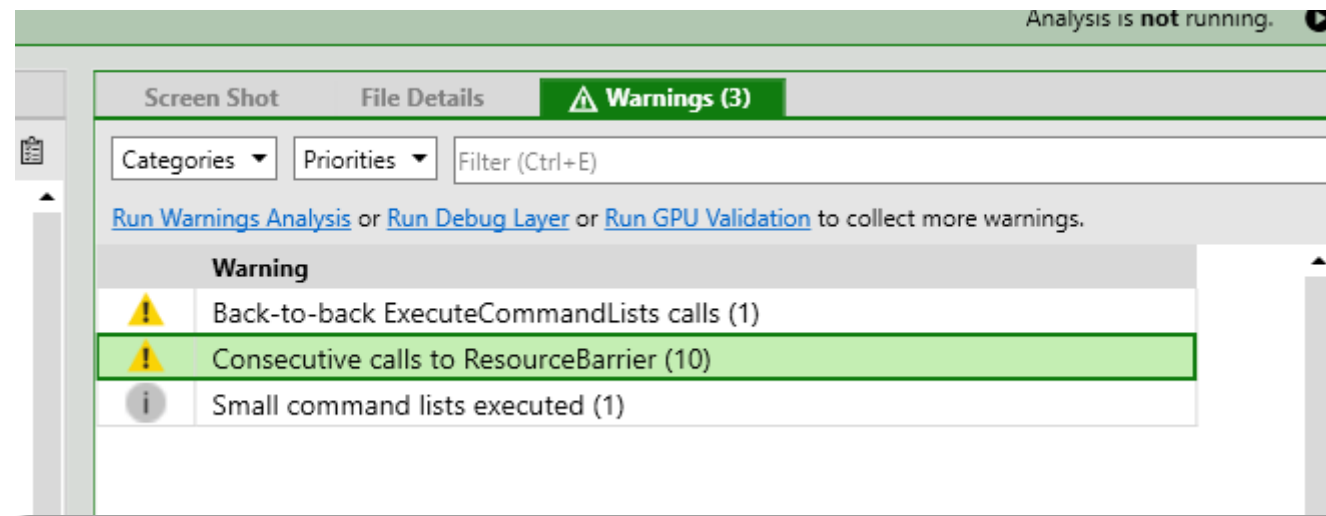 Analysis is not running.
Screen Shot File Details Warnings (3)
Categories Priorities Filter (Ctrl+E)
Run Warnings Analysis or Run Debug Layer or Run GPU Validation to collect more warnings.
Warning
Back-to-back ExecuteCommandLists calls (1)
Consecutive calls to ResourceBarrier (10)
Small command lists executed (1)